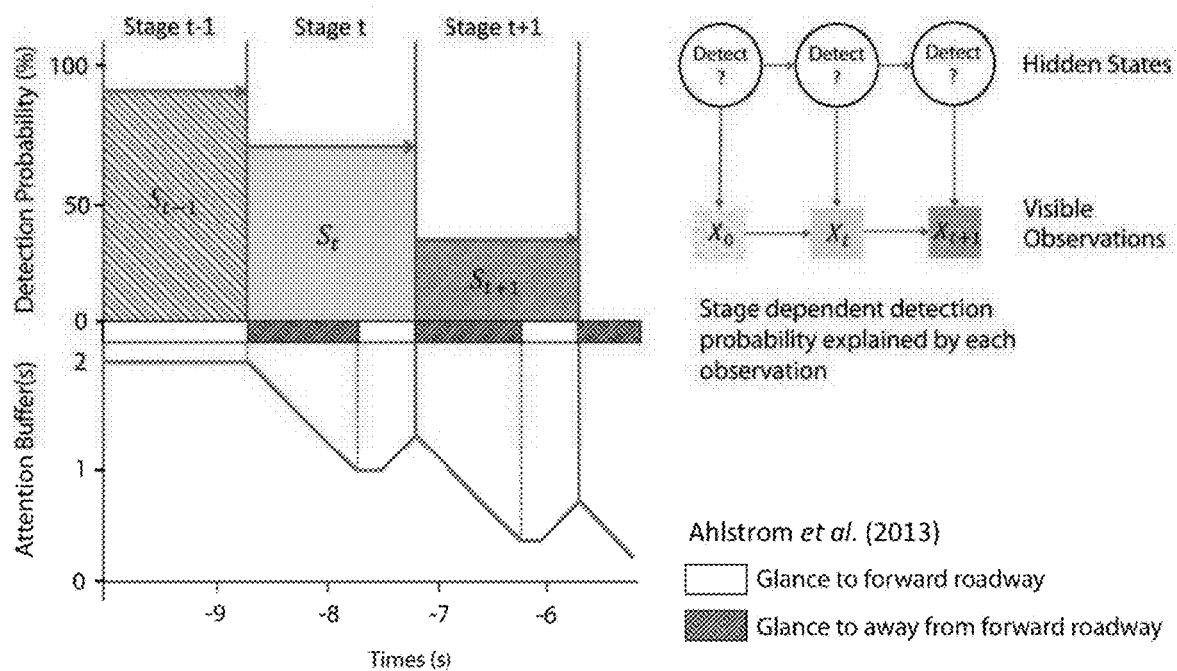 Stage t-1
Stage t
Stage t+1
Detection Probability (%)
100
50
0
S_{t-1}
S_t
S_{t+1}
Attention Buffer(s)
2
1
0
-9
-8
-7
-6
Times (s)
Detect
?
Detect
?
Detect
?
Hidden States
X_0
X_t
X_{t+1}
Visible
Observations
Stage dependent detection
probability explained by each
observation
Ahlstrom et al. (2013)
Glance to forward roadway
Glance to away from forward roadway